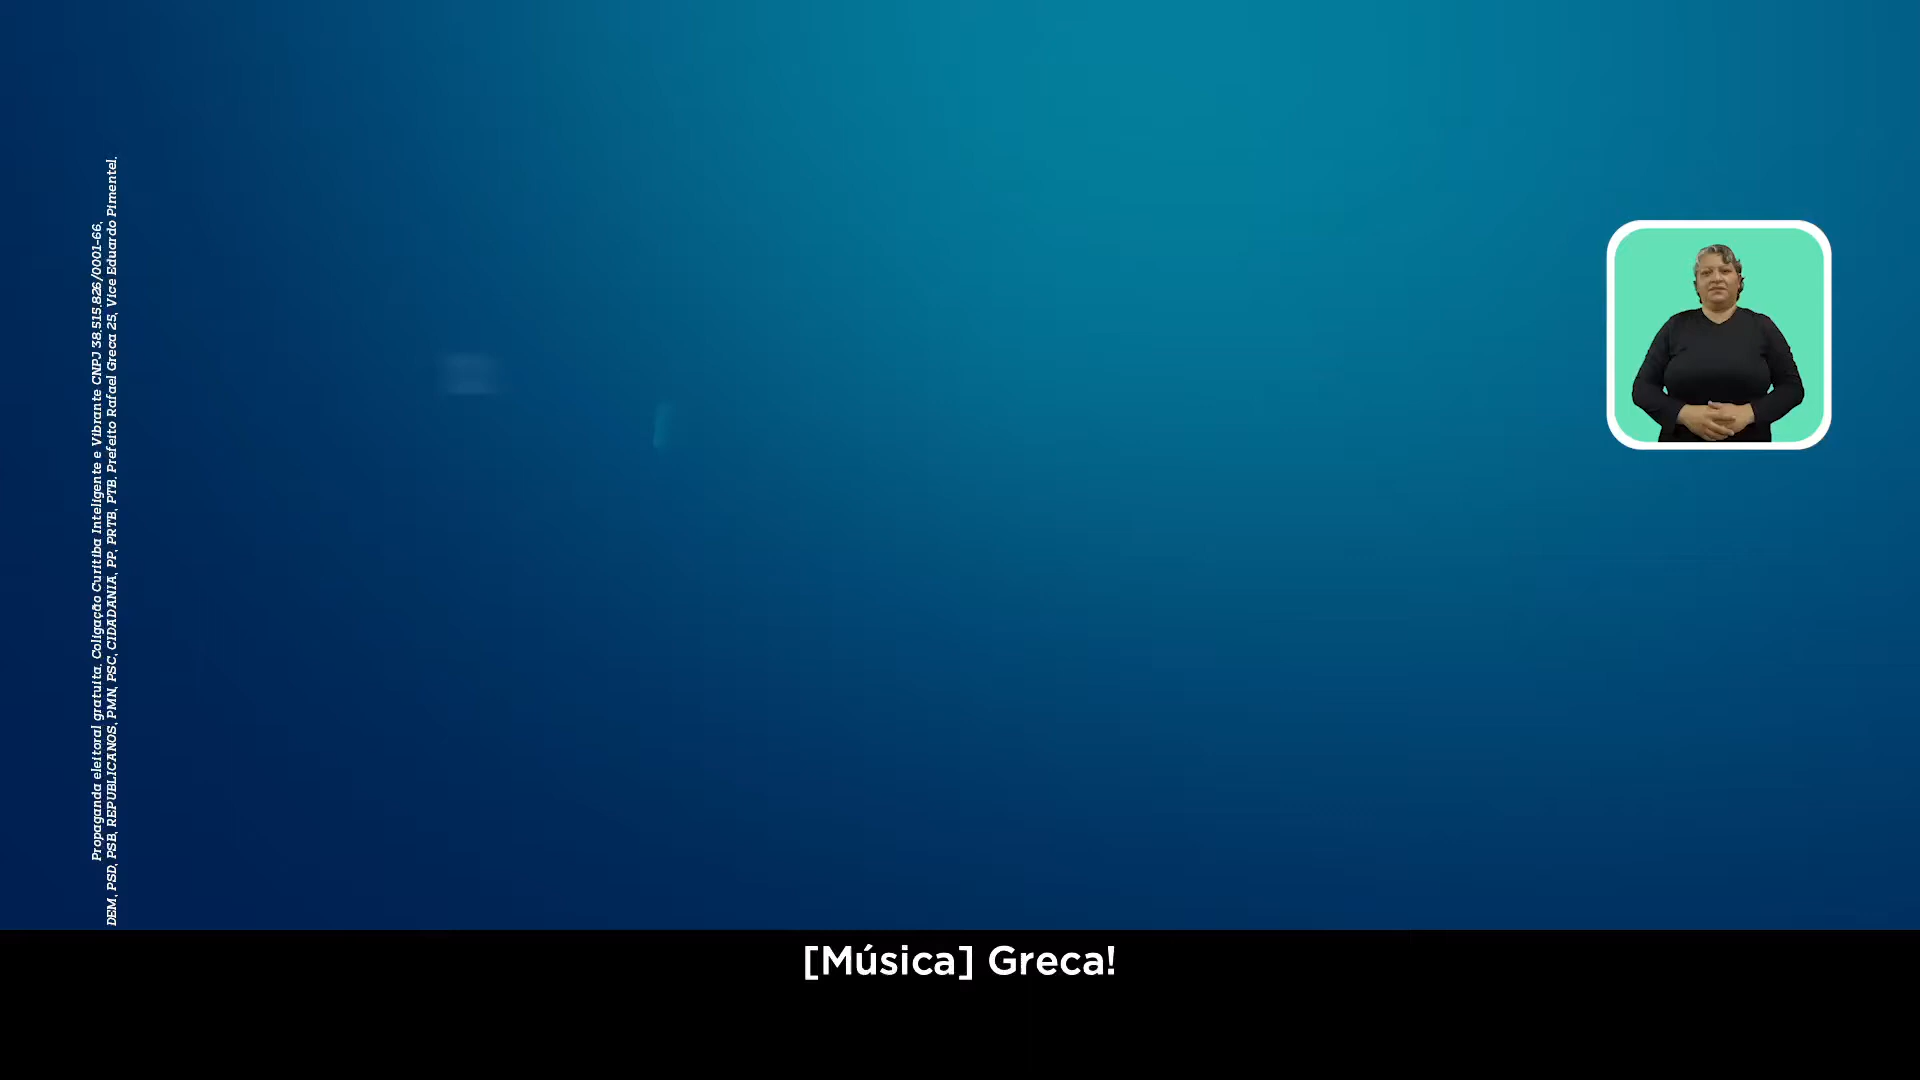 Propaganda eleitoral gratuita. Coligação Curitiba Inteligente e Vibrante CNPJ 38.515.826/0001-66,
DEM, PSD, PSB, REPUBLICANOS, PMN, PSC, CIDADANIA, PP, PRTB, PTB. Prefeito Rafael Greca 25, Vice Eduardo Pimentel.
[Música] Greca!